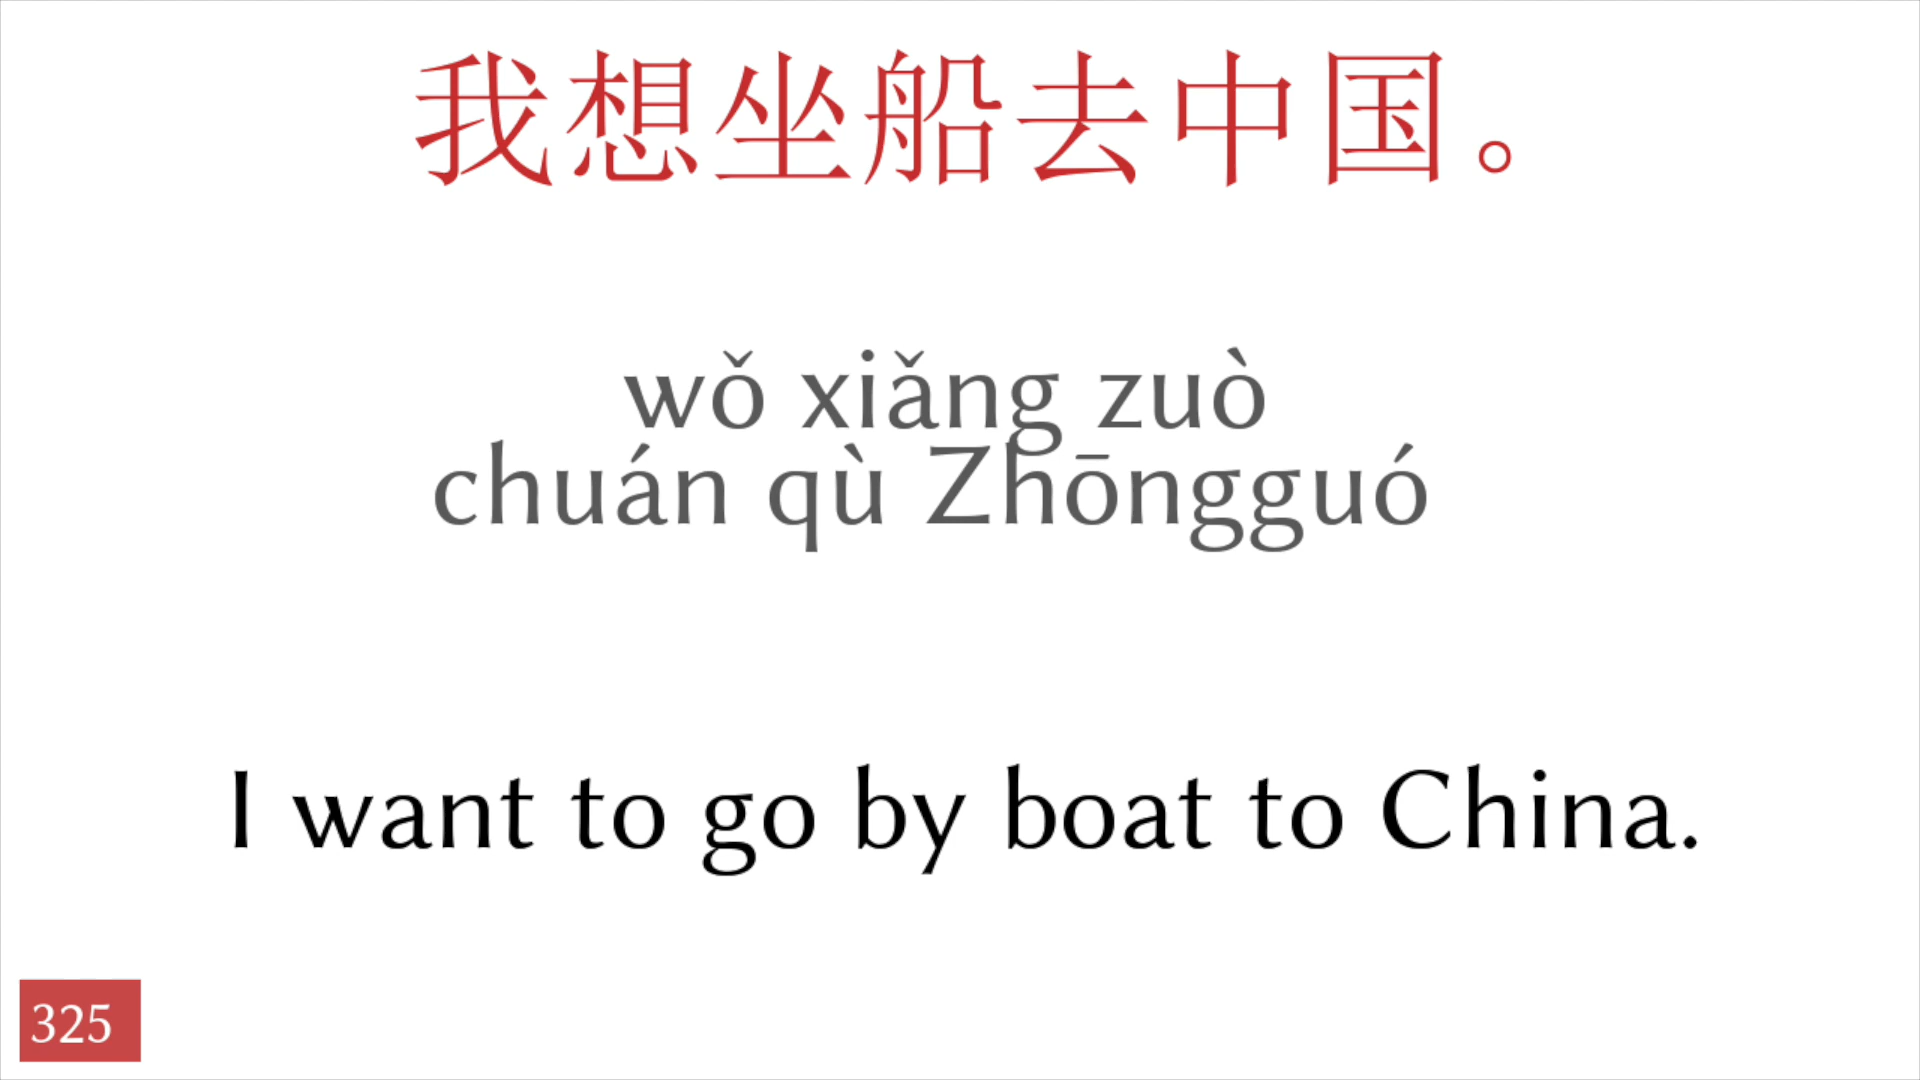 我想坐船去中国。
wǒ xiǎng zuò
chuán qù Zhōngguó
I want to go by boat to China.
325